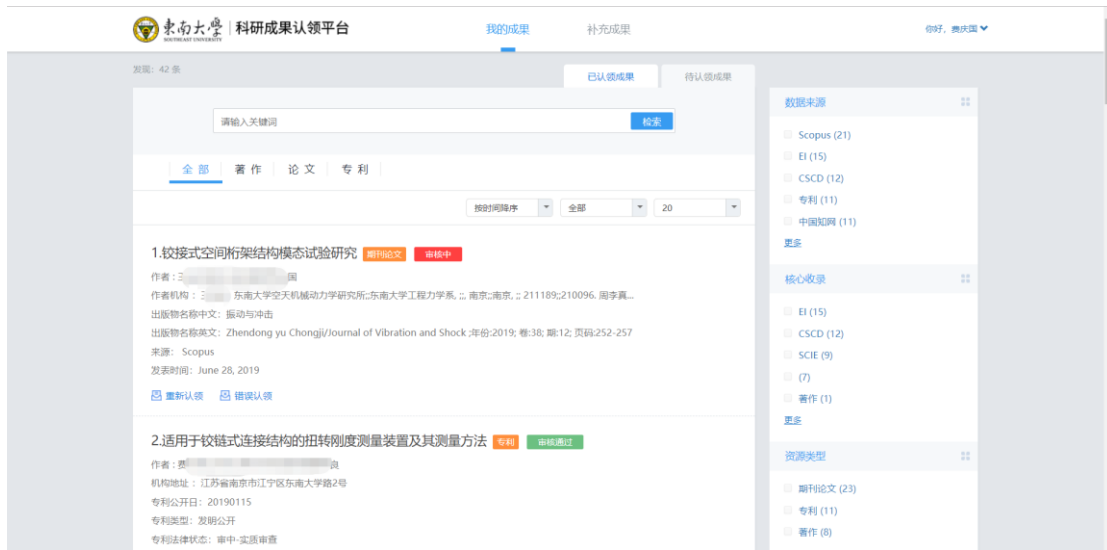 东南大学 科研成果认领平台
SOUTHEAST UNIVERSITY
我的成果
补充成果
你好，费庆国
发现：42 条
已认领成果
待认领成果
请输入关键词
检索
全部
著作
论文
专利
按时间降序
全部
20
1.铰接式空间桁架结构模态试验研究 期刊论文 审核中
作者：国
作者机构： 东南大学空天机械动力学研究所;;东南大学工程力学系, ;;, 南京;;南京, ;; 211189;;210096. 周李真...
出版物名称中文：振动与冲击
出版物名称英文：Zhendong yu Chongji/Journal of Vibration and Shock ;年份:2019; 卷:38; 期:12; 页码:252-257
来源： Scopus
发表时间：June 28, 2019
重新认领
错误认领
2.适用于铰链式连接结构的扭转刚度测量装置及其测量方法 专利 审核通过
作者：费 良
机构地址：江苏省南京市江宁区东南大学路2号
专利公开日：20190115
专利类型：发明公开
专利法律状态：审中-实质审查
数据来源
Scopus (21)
EI (15)
CSCD (12)
专利 (11)
中国知网 (11)
更多
核心收录
EI (15)
CSCD (12)
SCIE (9)
(7)
著作 (1)
更多
资源类型
期刊论文 (23)
专利 (11)
著作 (8)